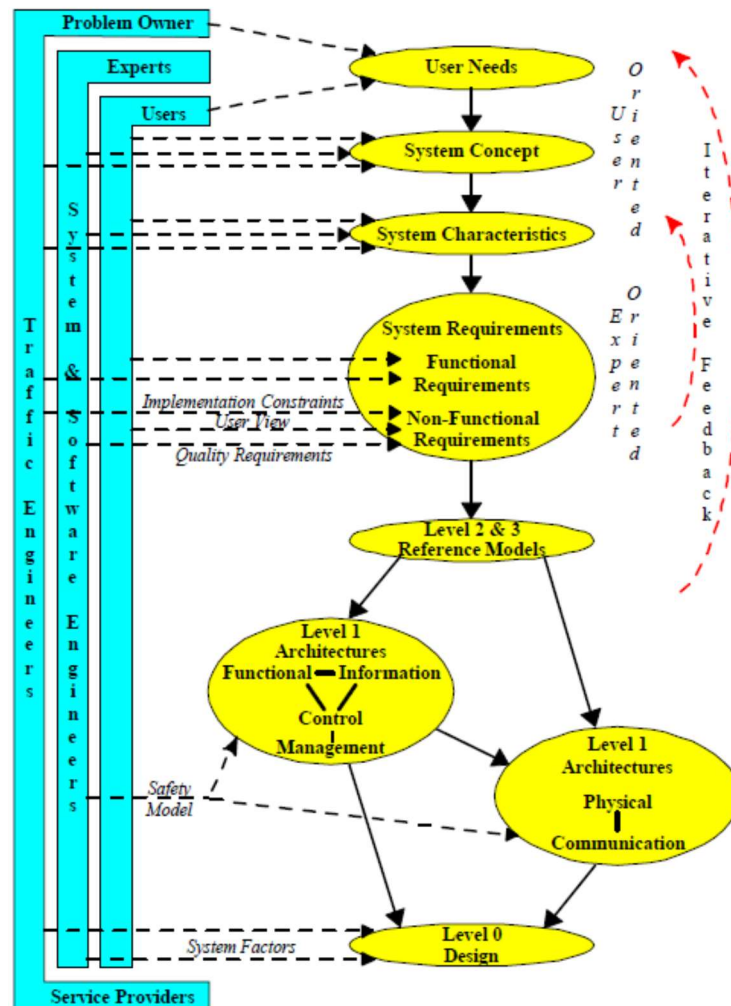 Problem Owner
Experts
Users
Traffic Engineers
System & Software Engineers
Service Providers
User Needs
System Concept
System Characteristics
System Requirements
Functional
Requirements
Non-Functional
Requirements
Implementation Constraints
User View
Quality Requirements
User
Oriented
Expert
Oriented
Iterative Feedback
Level 2 & 3
Reference Models
Level 1
Architectures
Functional
Information
Control
Management
Level 1
Architectures
Physical
Communication
Safety
Model
System Factors
Level 0
Design